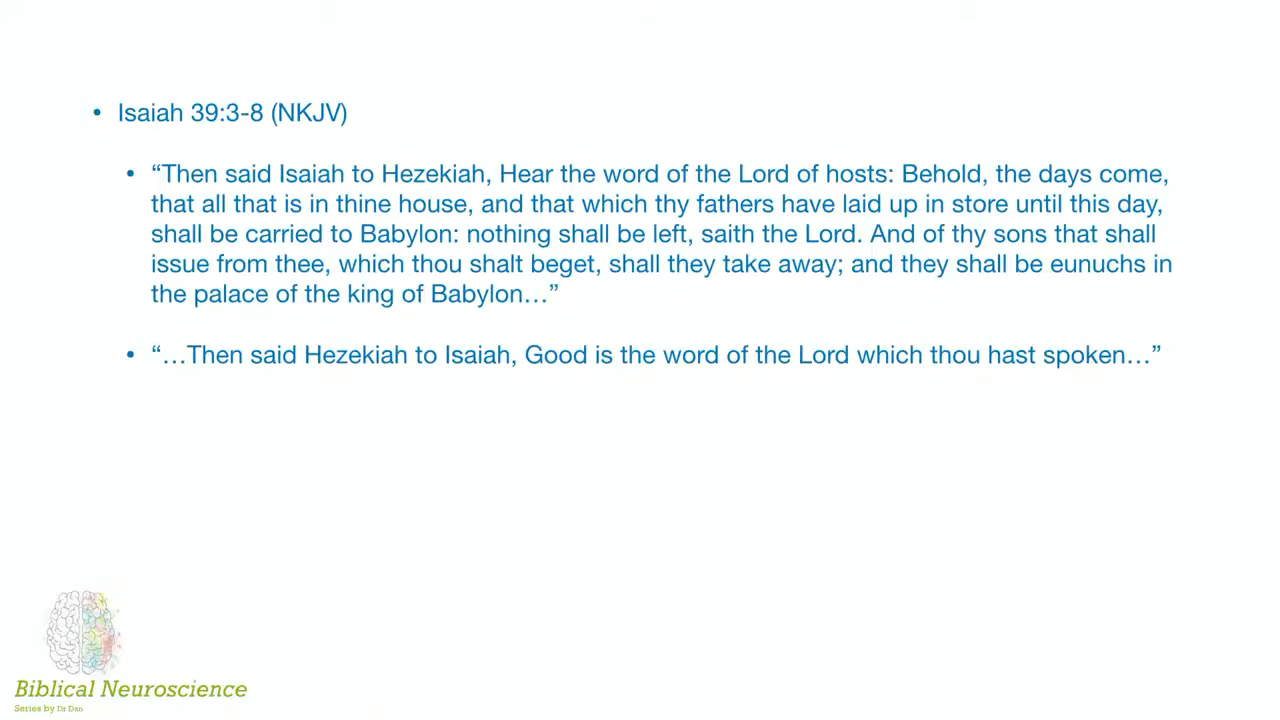 • Isaiah 39:3-8 (NKJV)
• “Then said Isaiah to Hezekiah, Hear the word of the Lord of hosts: Behold, the days come,
that all that is in thine house, and that which thy fathers have laid up in store until this day,
shall be carried to Babylon: nothing shall be left, saith the Lord. And of thy sons that shall
issue from thee, which thou shalt beget, shall they take away; and they shall be eunuchs in
the palace of the king of Babylon…”
• “…Then said Hezekiah to Isaiah, Good is the word of the Lord which thou hast spoken…”
Biblical Neuroscience
Series by Dr Dan